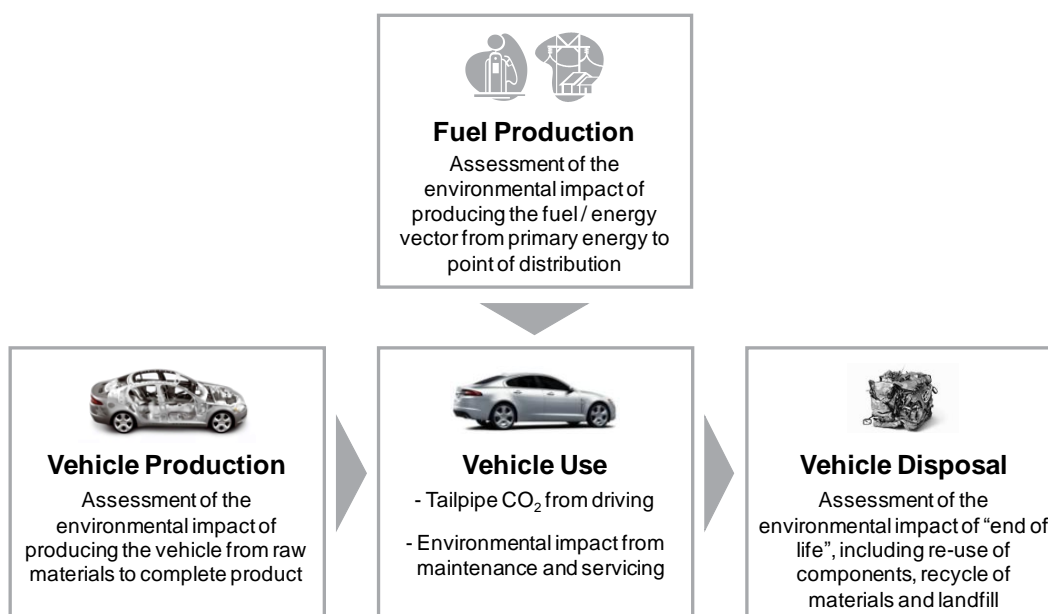 Fuel Production
Assessment of the
environmental impact of
producing the fuel / energy
vector from primary energy to
point of distribution
Vehicle Production
Assessment of the
environmental impact of
producing the vehicle from raw
materials to complete product
Vehicle Use
- Tailpipe CO₂ from driving
- Environmental impact from
maintenance and servicing
Vehicle Disposal
Assessment of the
environmental impact of “end of
life”, including re-use of
components, recycle of
materials and landfill